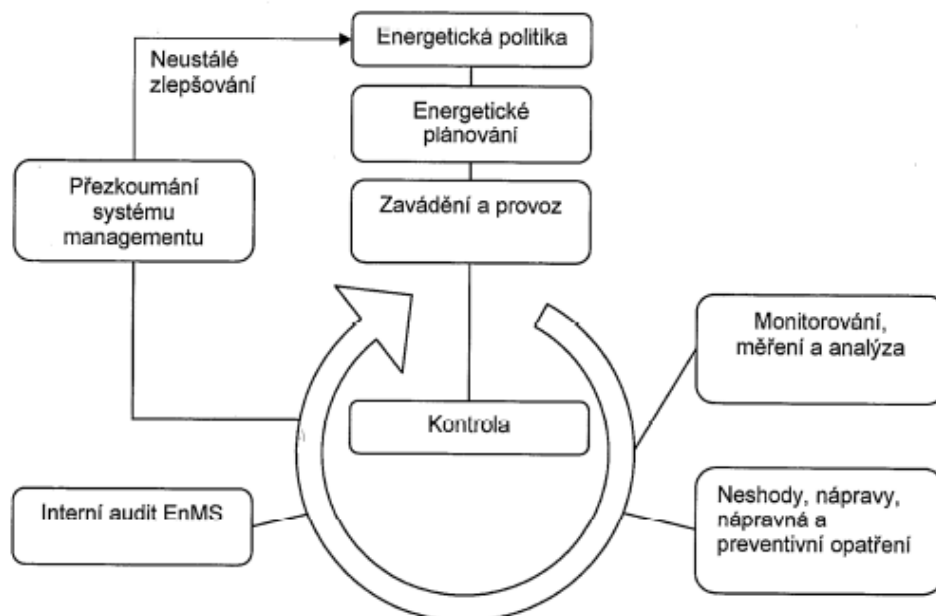 Energetická politika
Neustálé
zlepšování
Energetické
plánování
Přezkoumání
systému
managementu
Zavádění a provoz
Monitorování,
měření a analýza
Kontrola
Interní audit EnMS
Neshody, nápravy,
nápravná a
preventivní opatření